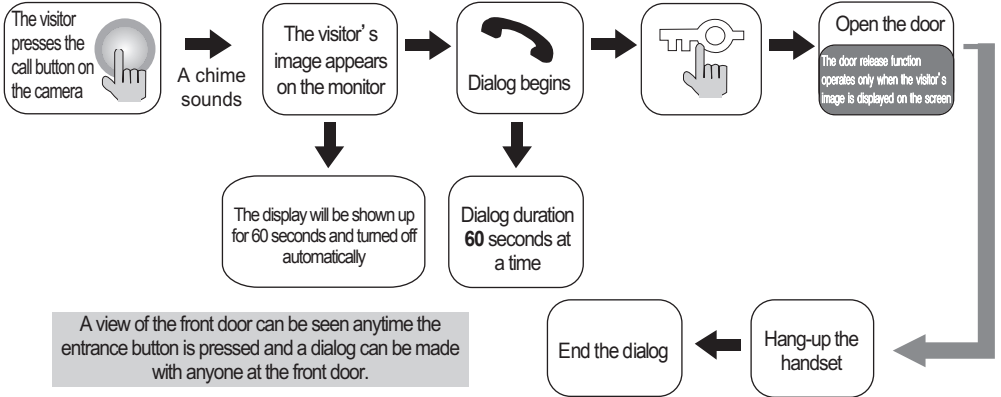 The visitor
presses the
call button on
the camera
A chime
sounds
The visitor’s
image appears
on the monitor
Dialog begins
Open the door
The door release function
operates only when the visitor’s
image is displayed on the screen
The display will be shown up
for 60 seconds and turned off
automatically
Dialog duration
60 seconds at
a time
A view of the front door can be seen anytime the
entrance button is pressed and a dialog can be made
with anyone at the front door.
End the dialog
Hang-up the
handset